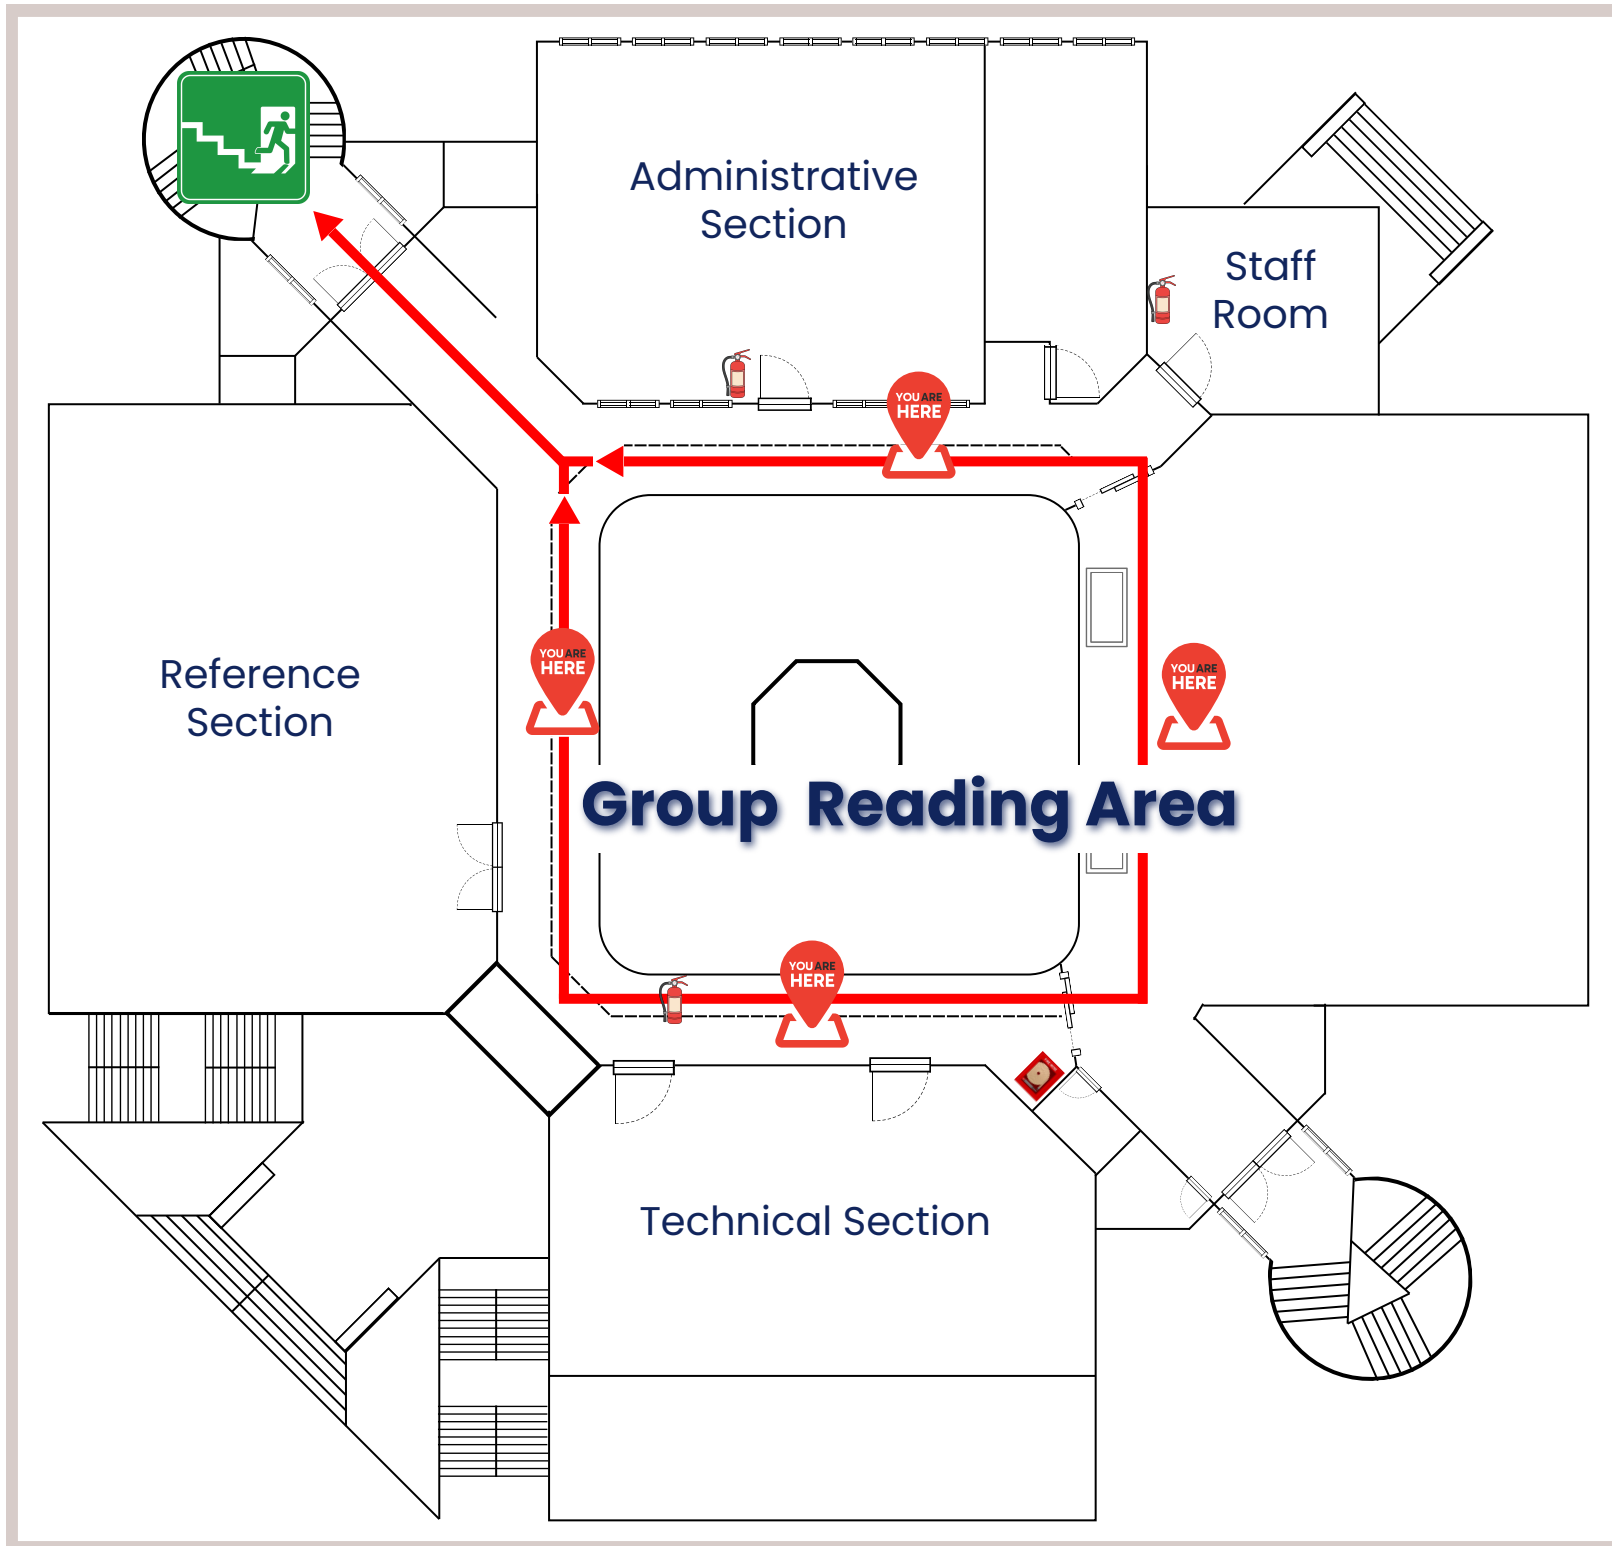 Administrative
Section
Staff
Room
YOU ARE
HERE
YOU ARE
HERE
YOU ARE
HERE
Reference
Section
Group Reading Area
YOU ARE
HERE
Technical Section